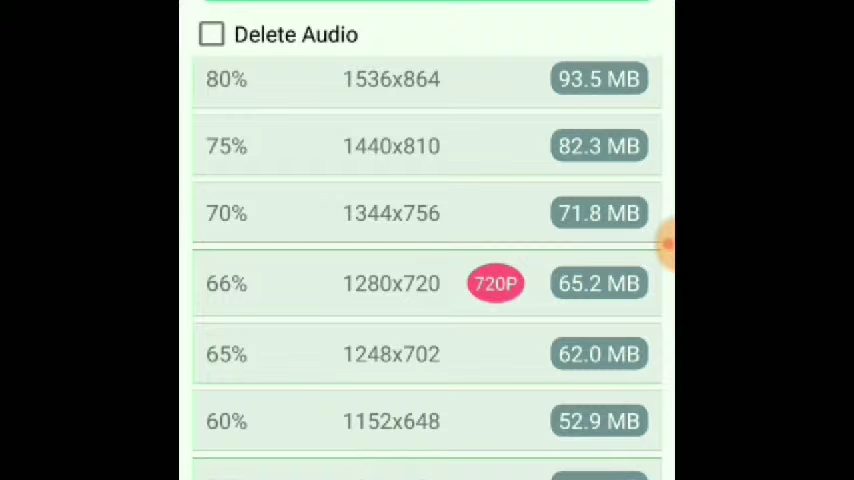 Delete Audio
80% 1536x864 93.5 MB
75% 1440x810 82.3 MB
70% 1344x756 71.8 MB
66% 1280x720 720P 65.2 MB
65% 1248x702 62.0 MB
60% 1152x648 52.9 MB